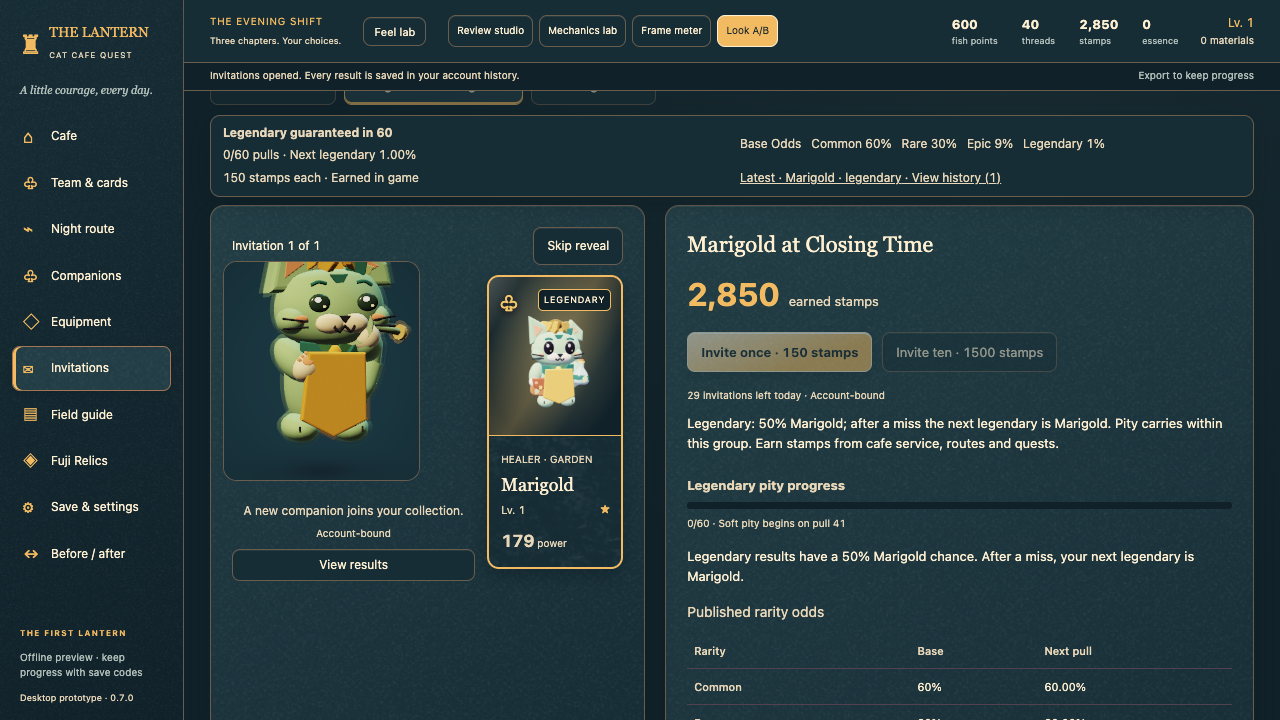 THE LANTERN
CAT CAFE QUEST
A little courage, every day.
Cafe
Team & cards
Night route
Companions
Equipment
Invitations
Field guide
Fuji Relics
Save & settings
Before / after
THE FIRST LANTERN
Offline preview · keep
progress with save codes
Desktop prototype · 0.7.0
THE EVENING SHIFT
Three chapters. Your choices.
Feel lab
Review studio
Mechanics lab
Frame meter
Look A/B
600
fish points
40
threads
2,850
stamps
0
essence
Lv. 1
0 materials
Invitations opened. Every result is saved in your account history.
Export to keep progress
Legendary guaranteed in 60
0/60 pulls · Next legendary 1.00%
150 stamps each · Earned in game
Base Odds Common 60% Rare 30% Epic 9% Legendary 1%
Latest · Marigold · legendary · View history (1)
Invitation 1 of 1
Skip reveal
LEGENDARY
HEALER · GARDEN
Marigold
Lv. 1
179 power
A new companion joins your collection.
Account-bound
View results
Marigold at Closing Time
2,850 earned stamps
Invite once · 150 stamps
Invite ten · 1500 stamps
29 invitations left today · Account-bound
Legendary: 50% Marigold; after a miss the next legendary is Marigold. Pity carries within
this group. Earn stamps from cafe service, routes and quests.
Legendary pity progress
0/60 · Soft pity begins on pull 41
Legendary results have a 50% Marigold chance. After a miss, your next legendary is
Marigold.
Published rarity odds
Rarity Base Next pull
Common 60% 60.00%